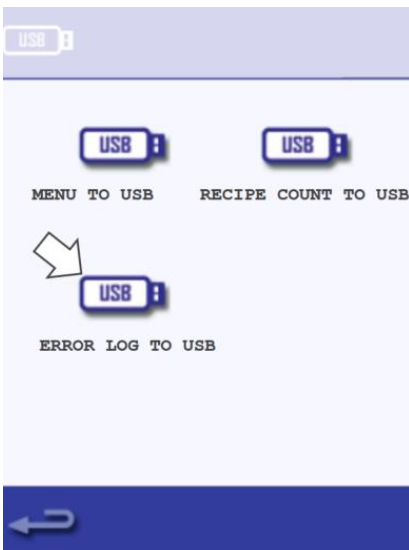 USB
USB USB
MENU TO USB RECIPE COUNT TO USB
USB
ERROR LOG TO USB